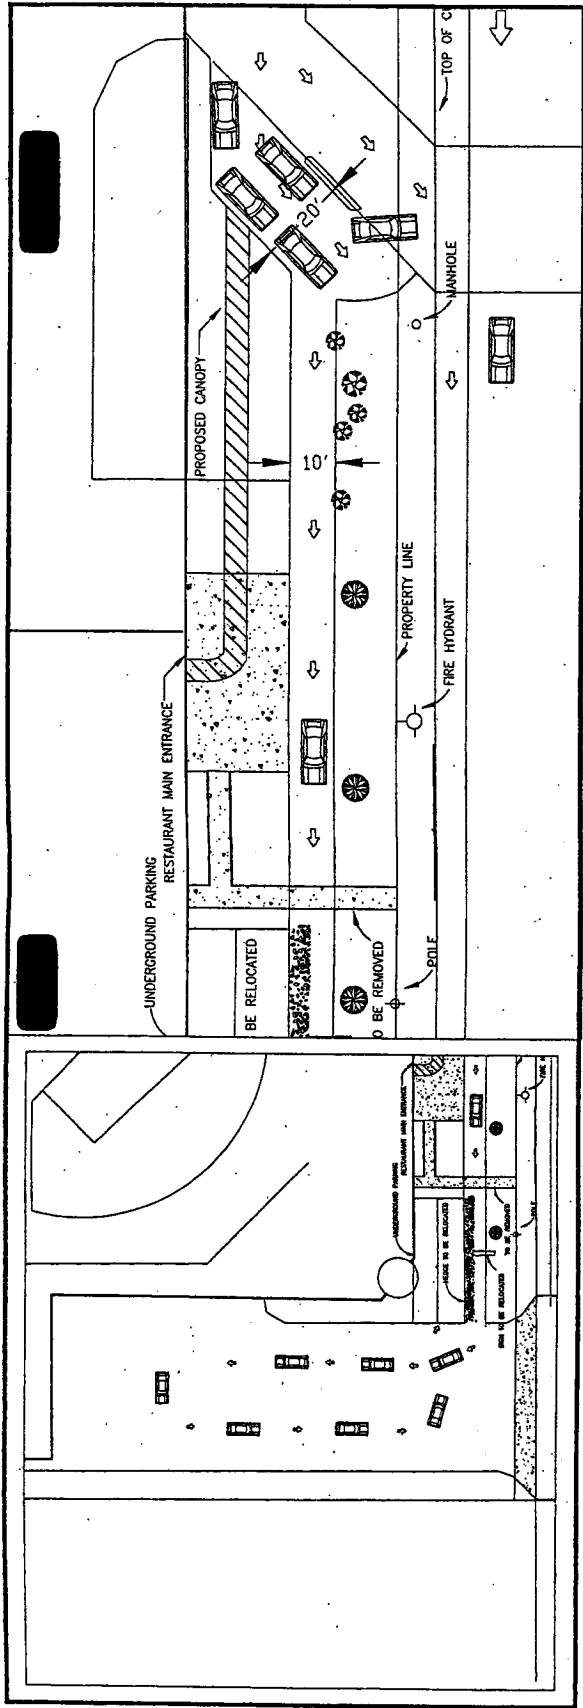 TOP OF C
MANHOLE
20'
PROPOSED CANOPY
10'
PROPERTY LINE
FIRE HYDRANT
RESTAURANT MAIN ENTRANCE
UNDERGROUND PARKING
BE RELOCATED
O BE REMOVED
POLE
UNDERGROUND PARKING
RESTAURANT MAIN ENTRANCE
HEDGE TO BE RELOCATED
SIGN TO BE RELOCATED
TO BE REMOVED
POLE
FIRE H